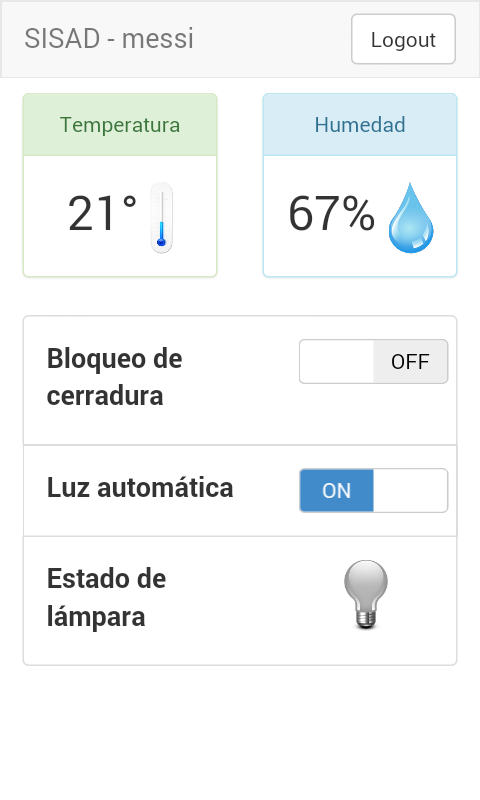 SISAD - messi
Logout
Temperatura
Humedad
21°
67%
Bloqueo de
cerradura
OFF
Luz automática
ON
Estado de
lámpara